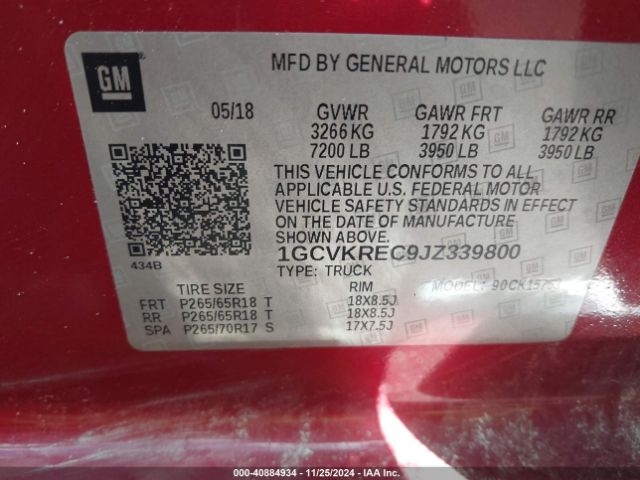 GM
MFD BY GENERAL MOTORS LLC
05/18 GVWR GAWR FRT GAWR RR
3266 KG 1792 KG 1792 KG
7200 LB 3950 LB 3950 LB
THIS VEHICLE CONFORMS TO ALL
APPLICABLE U.S. FEDERAL MOTOR
VEHICLE SAFETY STANDARDS IN EFFECT
ON THE DATE OF MANUFACTURE
SHOWN ABOVE.
434B 1GCVKREC9JZ339800
TYPE: TRUCK MODEL:
TIRE SIZE RIM
FRT P265/65R18 T 18X8.5J
RR P265/65R18 T 18X8.5J
SPA P265/70R17 S 17X7.5J
000-40884934 - 11/25/2024 - IAA Inc.